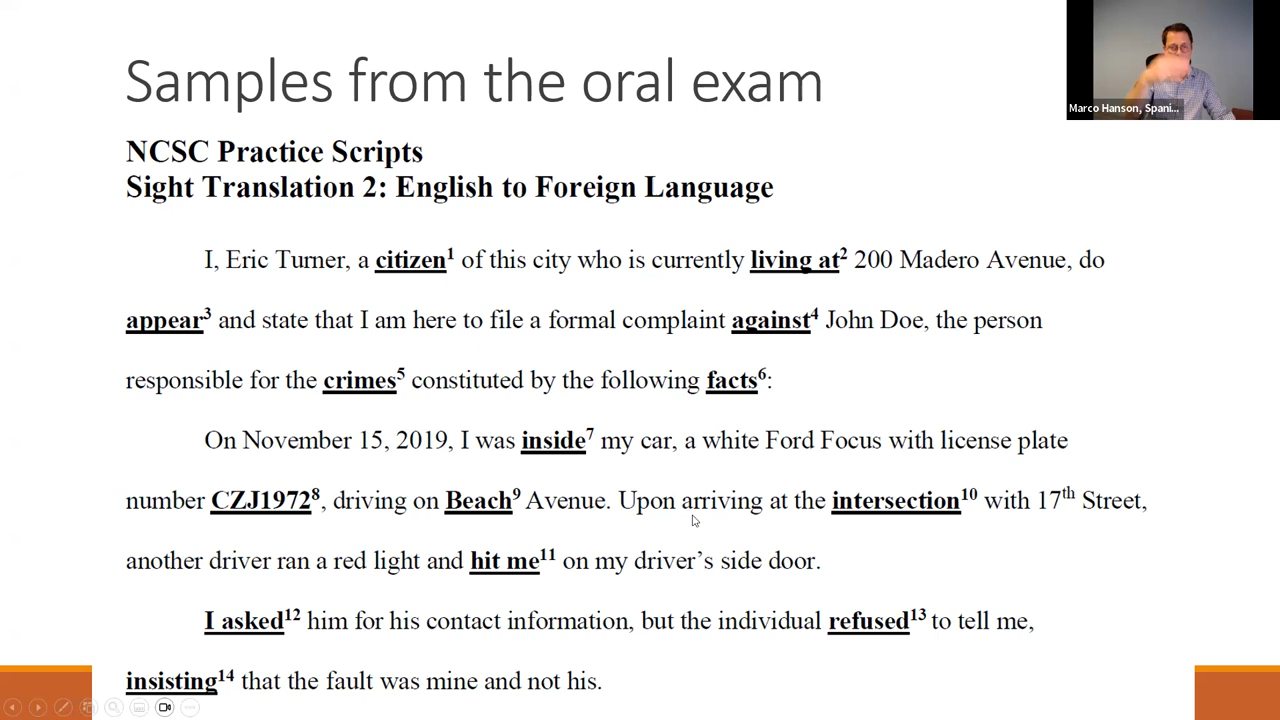 Samples from the oral exam
Marco Hanson, Spani...
NCSC Practice Scripts
Sight Translation 2: English to Foreign Language
I, Eric Turner, a citizen1 of this city who is currently living at2 200 Madero Avenue, do
appear3 and state that I am here to file a formal complaint against4 John Doe, the person
responsible for the crimes5 constituted by the following facts6:
On November 15, 2019, I was inside7 my car, a white Ford Focus with license plate
number CZJ19728, driving on Beach9 Avenue. Upon arriving at the intersection10 with 17th Street,
another driver ran a red light and hit me11 on my driver's side door.
I asked12 him for his contact information, but the individual refused13 to tell me,
insisting14 that the fault was mine and not his.